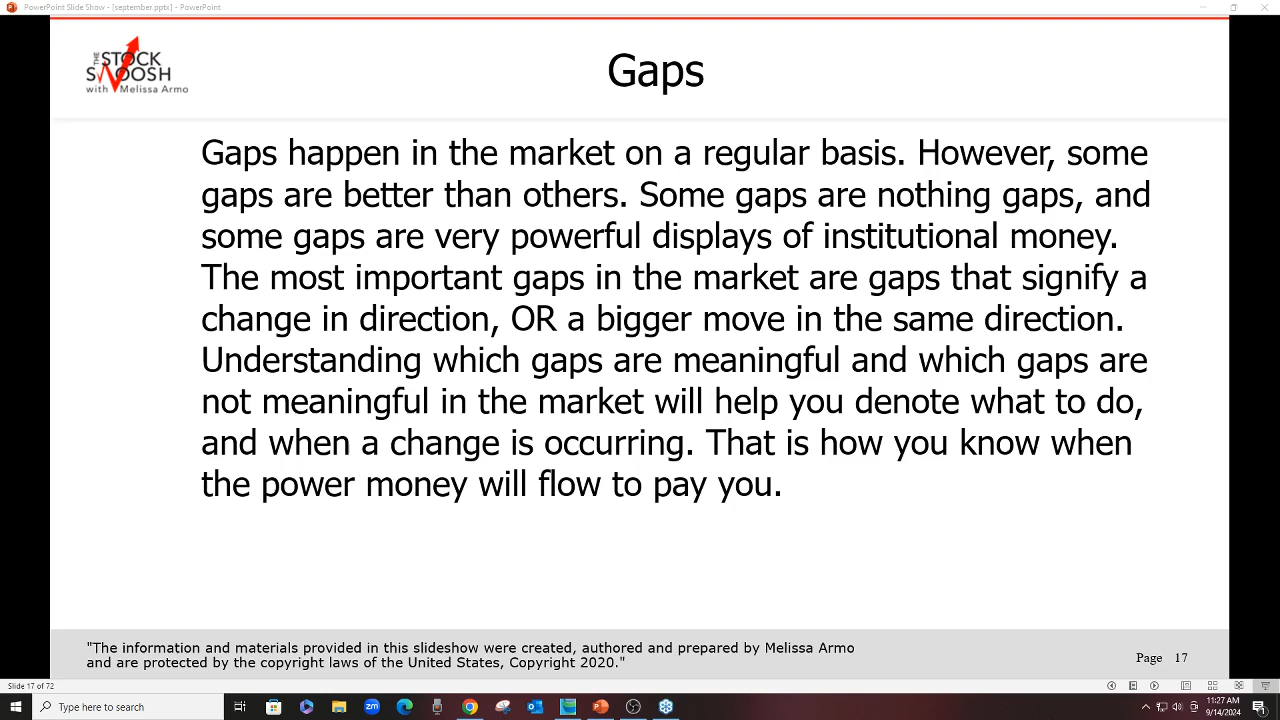 PowerPoint Slide Show - [september.pptx] - PowerPoint
THE STOCK
SWOOSH
with Melissa Armo
Gaps
Gaps happen in the market on a regular basis. However, some
gaps are better than others. Some gaps are nothing gaps, and
some gaps are very powerful displays of institutional money.
The most important gaps in the market are gaps that signify a
change in direction, OR a bigger move in the same direction.
Understanding which gaps are meaningful and which gaps are
not meaningful in the market will help you denote what to do,
and when a change is occurring. That is how you know when
the power money will flow to pay you.
"The information and materials provided in this slideshow were created, authored and prepared by Melissa Armo
and are protected by the copyright laws of the United States, Copyright 2020."
Page 17
Slide 17 of 72
Type here to search
zm
11:27 AM
9/14/2024